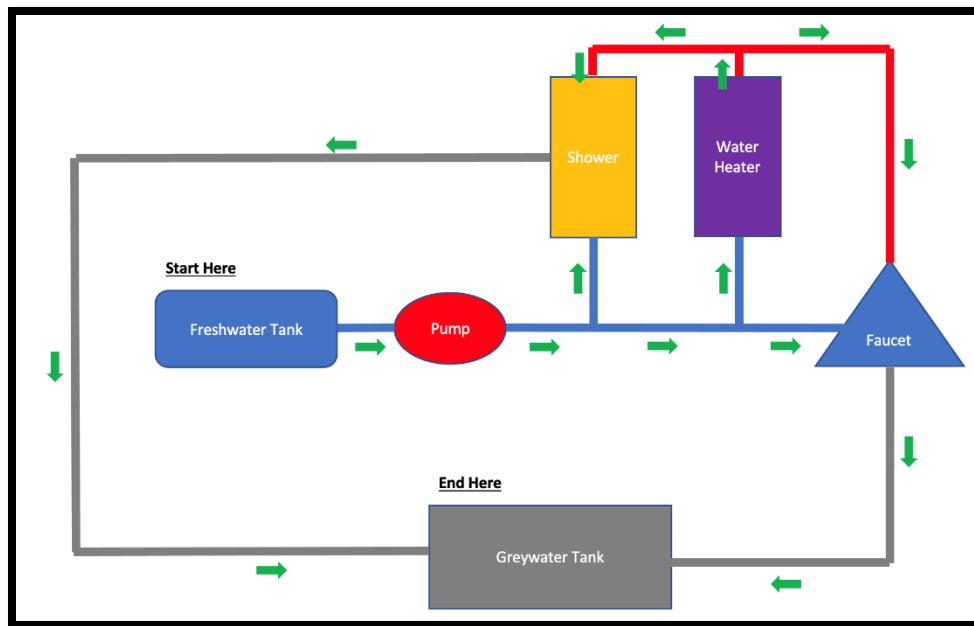 Shower
Water
Heater
Start Here
Freshwater Tank
Pump
Faucet
End Here
Greywater Tank